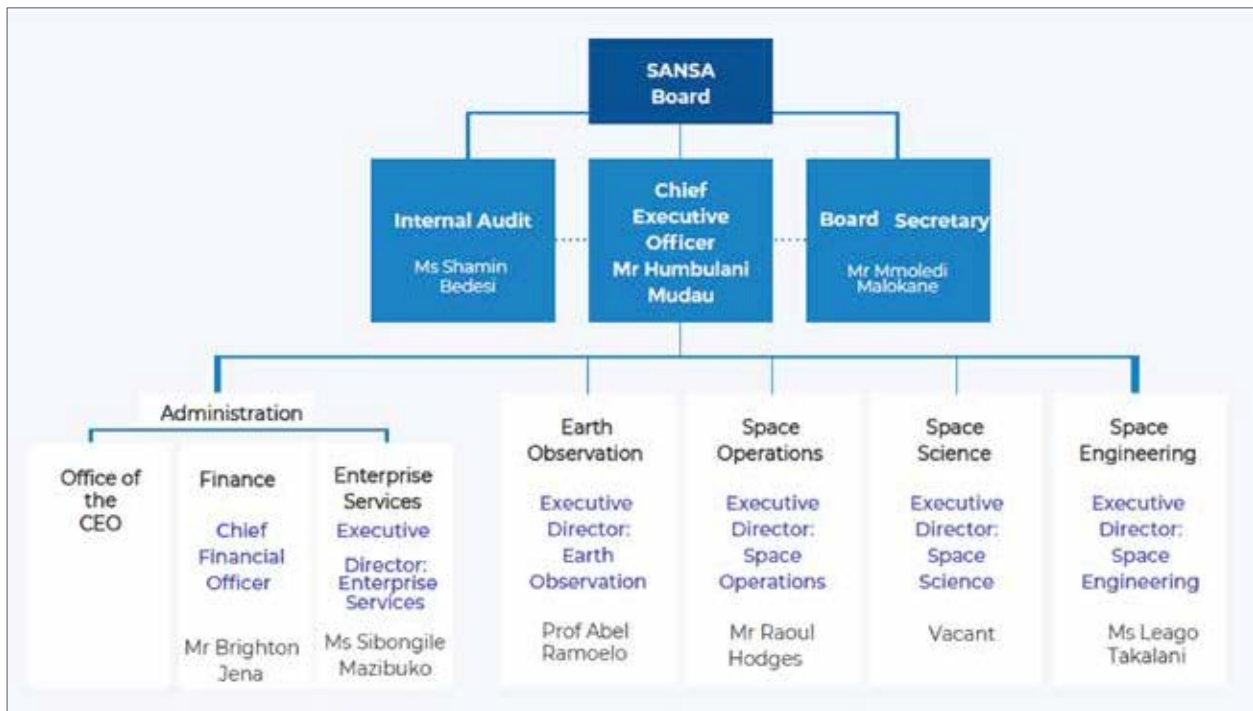 SANSA
Board
Internal Audit
Ms Shamin
Bedesi
Chief
Executive
Officer
Mr Humbulani
Mudau
Board Secretary
Mr Mmoledi
Malokane
Administration
Office of
the
CEO
Finance
Chief
Financial
Officer
Mr Brighton
Jena
Enterprise
Services
Executive
Director:
Enterprise
Services
Ms Sibongile
Mazibuko
Earth
Observation
Executive
Director:
Earth
Observation
Prof Abel
Ramoelo
Space
Operations
Executive
Director:
Space
Operations
Mr Raoul
Hodges
Space
Science
Executive
Director:
Space
Science
Vacant
Space
Engineering
Executive
Director:
Space
Engineering
Ms Leago
Takalani